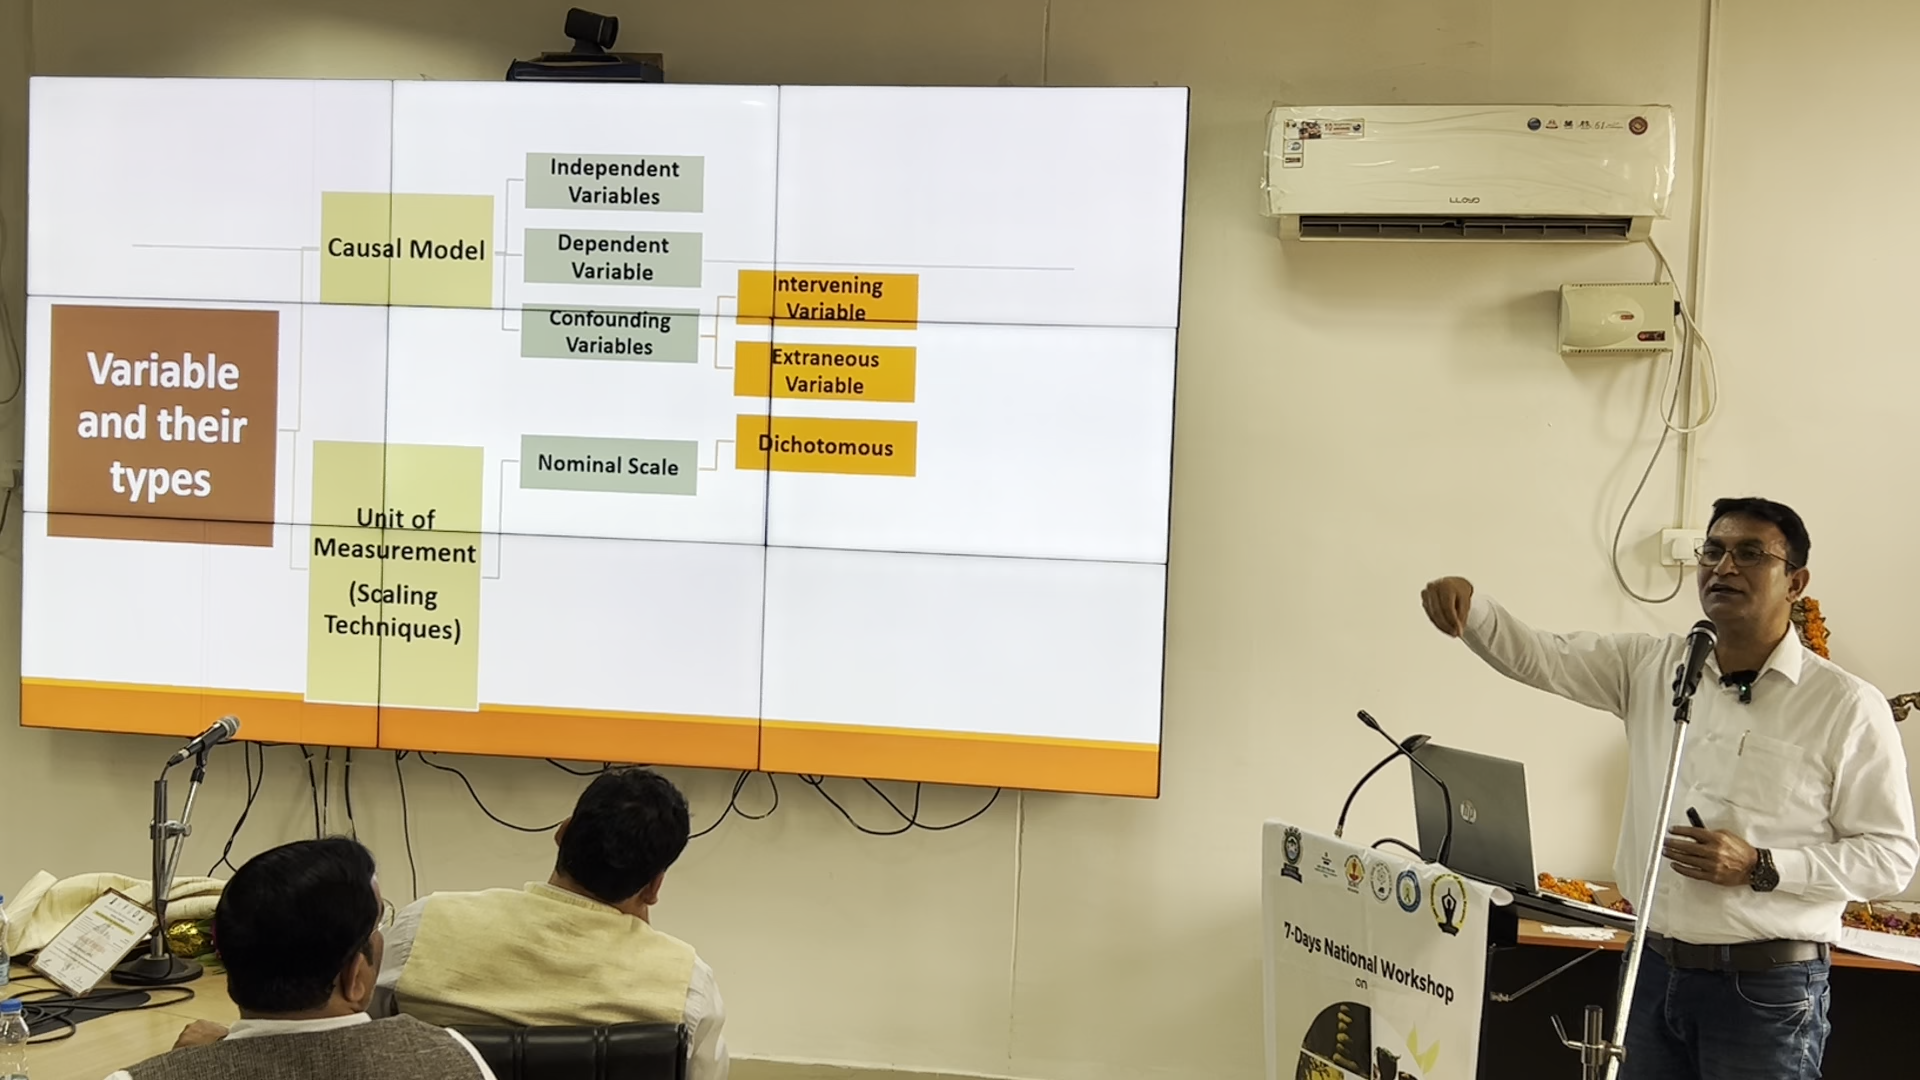 Independent
Variables
Causal Model
Dependent
Variable
Intervening
Variable
Confounding
Variables
Extraneous
Variable
Variable
and their
types
Dichotomous
Nominal Scale
Unit of
Measurement
(Scaling
Techniques)
LLOYD
hp
7-Days National Workshop
on